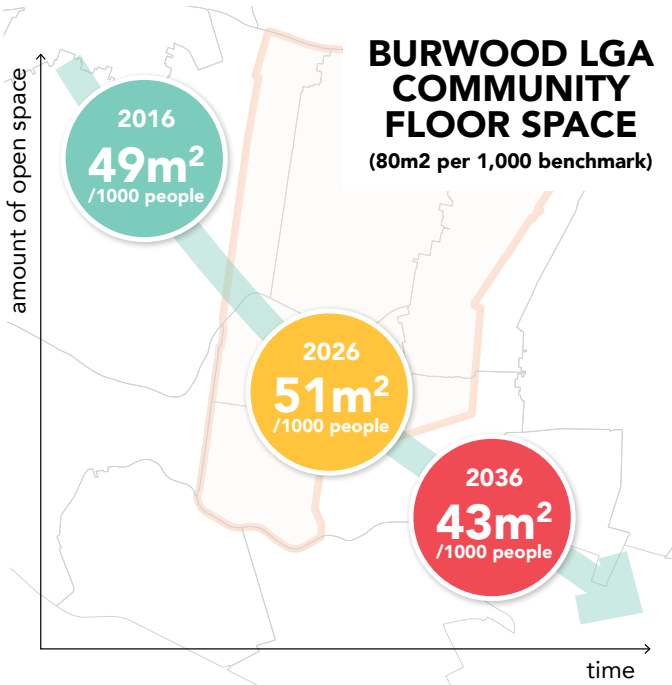 BURWOOD LGA
COMMUNITY
FLOOR SPACE
(80m2 per 1,000 benchmark)
amount of open space
2016
49m²
/1000 people
2026
51m²
/1000 people
2036
43m²
/1000 people
time